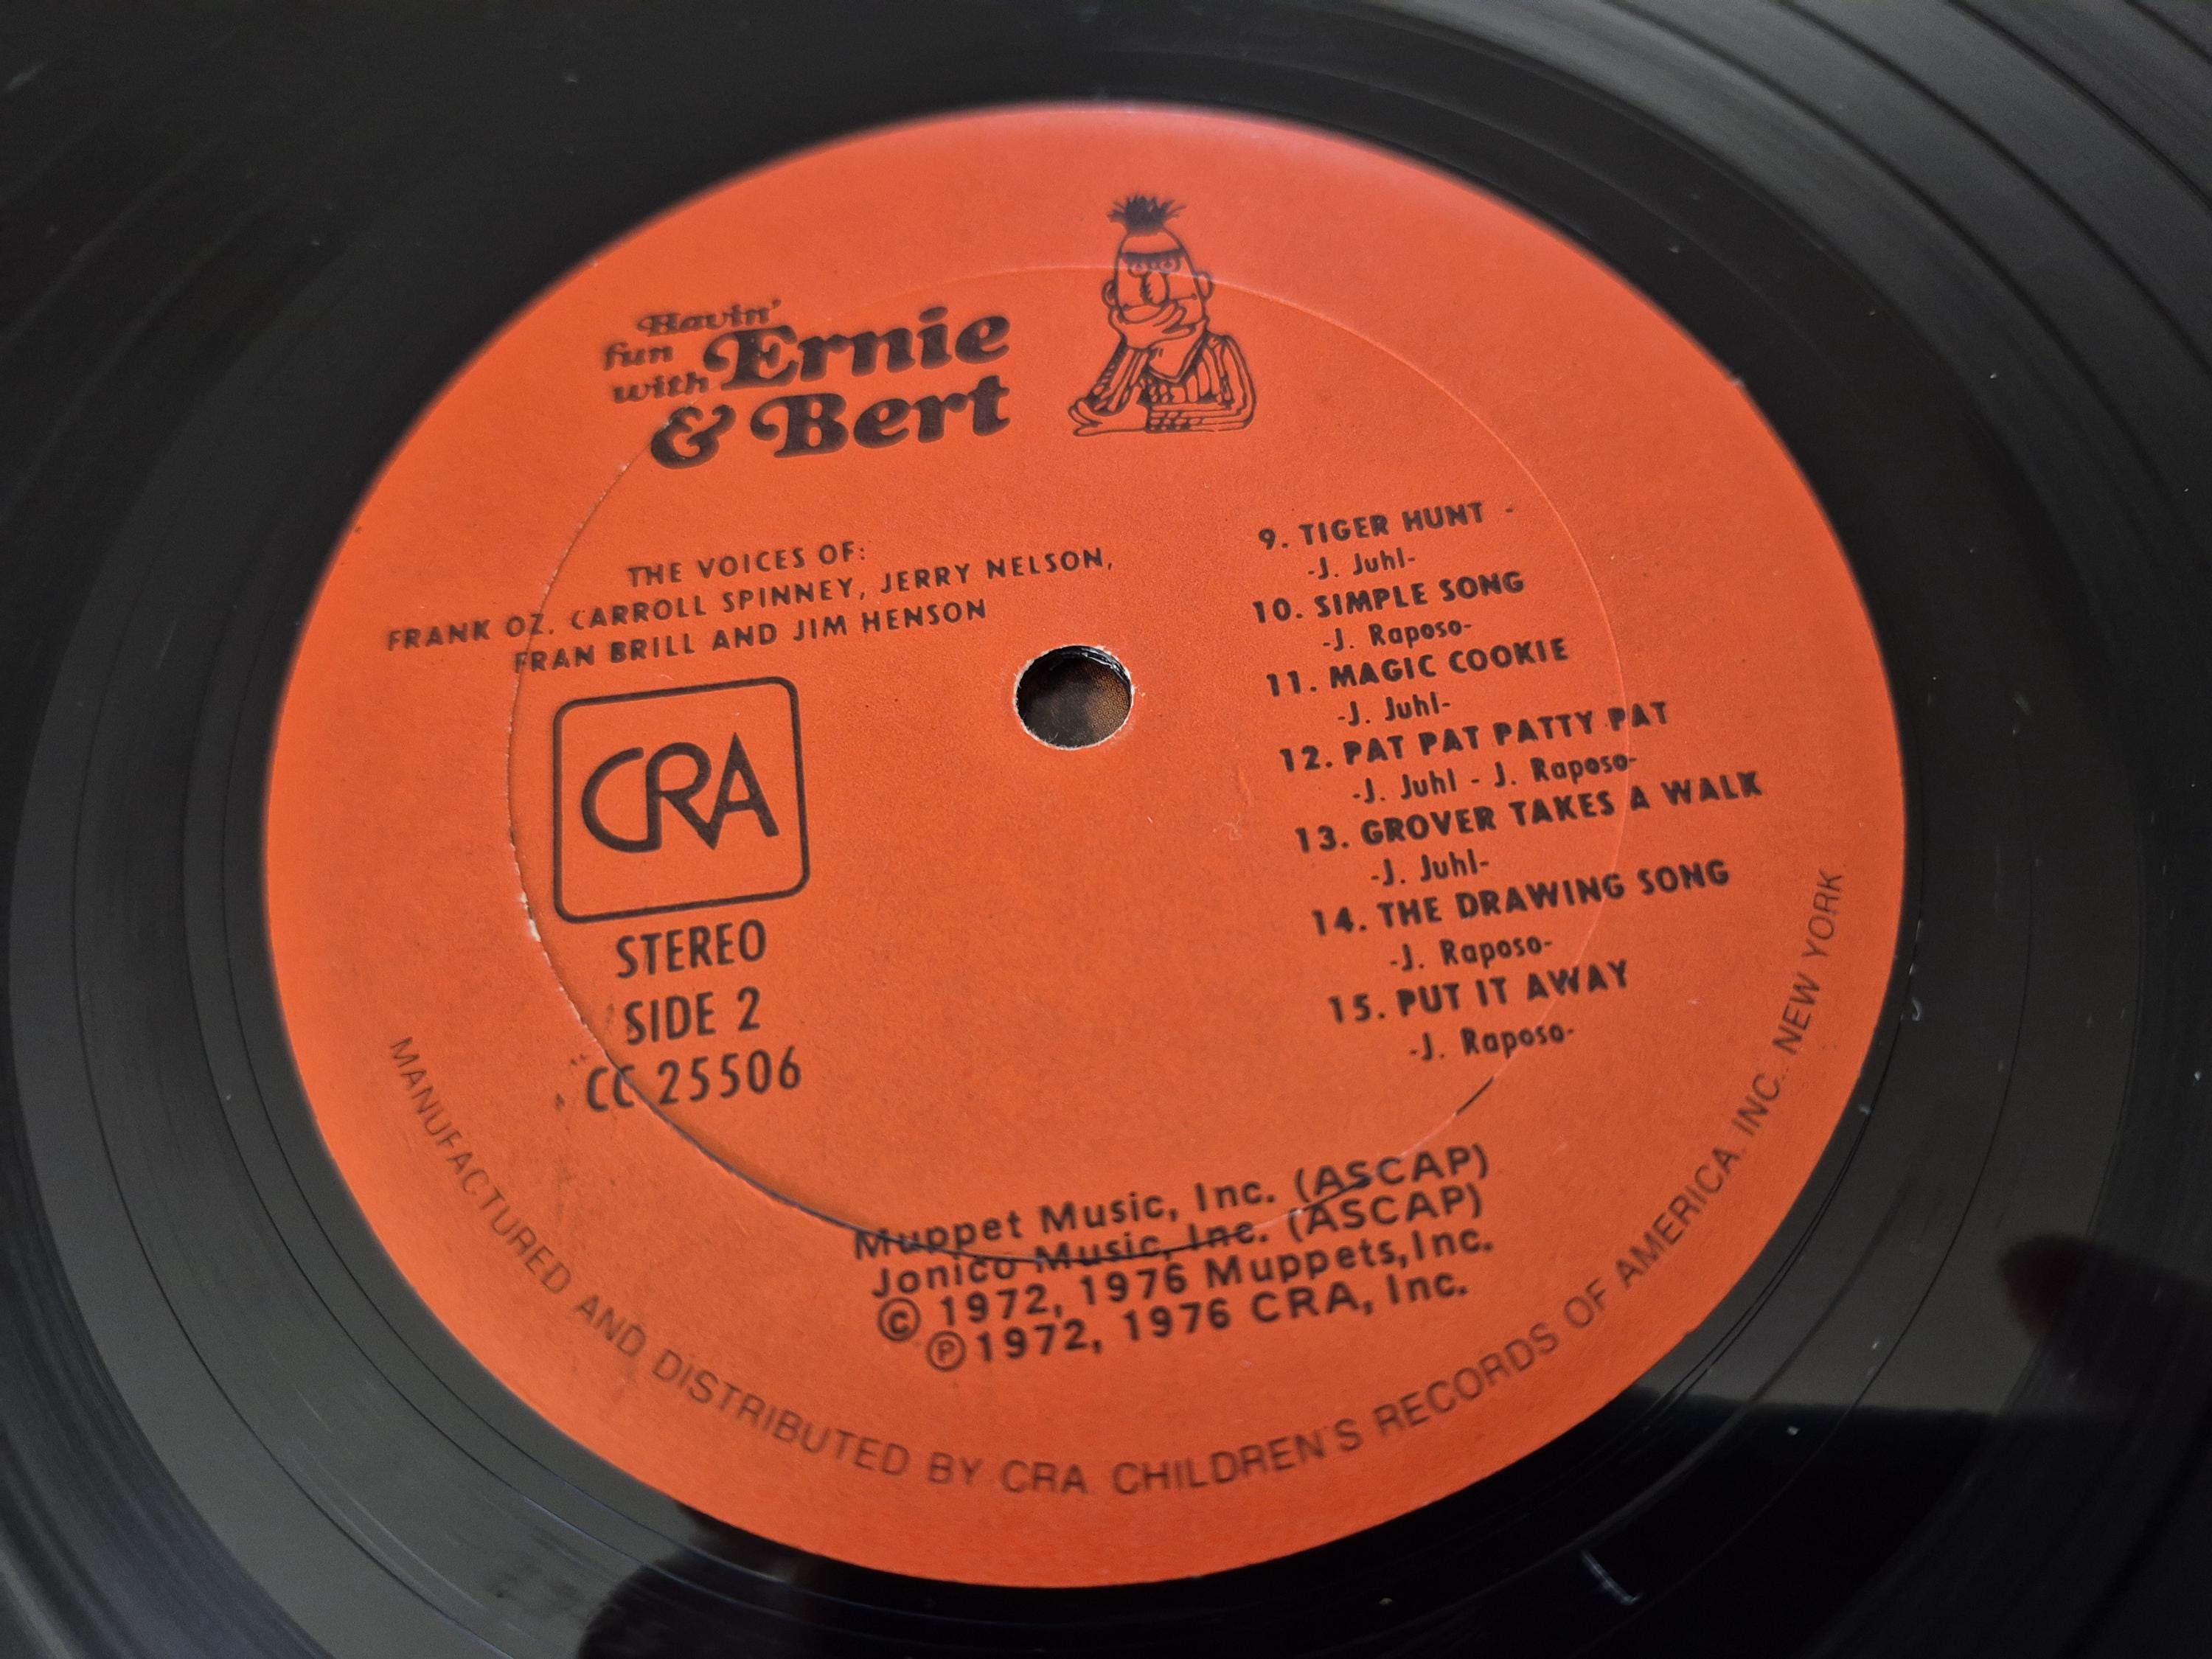 Havin'
fun
with Ernie
& Bert
THE VOICES OF:
FRANK OZ, CARROLL SPINNEY, JERRY NELSON,
FRAN BRILL AND JIM HENSON
CRA
STEREO
SIDE 2
CC 25506
9. TIGER HUNT -
-J. Juhl-
10. SIMPLE SONG
-J. Raposo-
11. MAGIC COOKIE
-J. Juhl-
12. PAT PAT PATTY PAT
-J. Juhl - J. Raposo-
13. GROVER TAKES A WALK
-J. Juhl-
14. THE DRAWING SONG
-J. Raposo-
15. PUT IT AWAY
-J. Raposo-
Muppet Music, Inc. (ASCAP)
Jonico Music, Inc. (ASCAP)
© 1972, 1976 Muppets, Inc.
℗ 1972, 1976 CRA, Inc.
MANUFACTURED AND DISTRIBUTED BY CRA CHILDREN'S RECORDS OF AMERICA, INC., NEW YORK